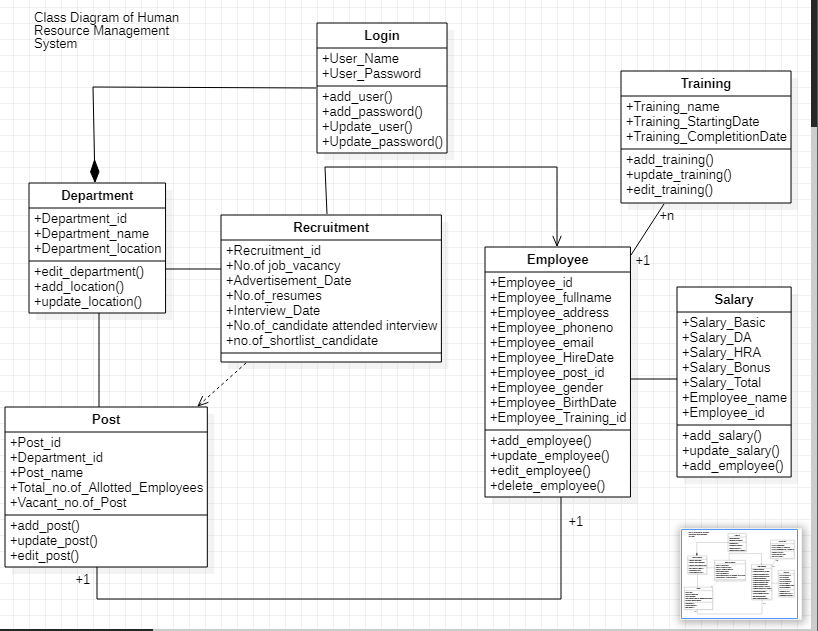 Class Diagram of Human
Resource Management
System
Login
+User_Name
+User_Password
+add_user()
+add_password()
+Update_user()
+Update_password()
Training
+Training_name
+Training_StartingDate
+Training_CompletitionDate
+add_training()
+update_training()
+edit_training()
+n
+1
Department
+Department_id
+Department_name
+Department_location
+edit_department()
+add_location()
+update_location()
Recruitment
+Recruitment_id
+No.of job_vacancy
+Advertisement_Date
+No.of_resumes
+Interview_Date
+No.of_candidate attended interview
+no.of_shortlist_candidate
Employee
+Employee_id
+Employee_fullname
+Employee_address
+Employee_phoneno
+Employee_email
+Employee_HireDate
+Employee_post_id
+Employee_gender
+Employee_BirthDate
+Employee_Training_id
+add_employee()
+update_employee()
+edit_employee()
+delete_employee()
Salary
+Salary_Basic
+Salary_DA
+Salary_HRA
+Salary_Bonus
+Salary_Total
+Employee_name
+Employee_id
+add_salary()
+update_salary()
+add_employee()
Post
+Post_id
+Department_id
+Post_name
+Total_no.of_Allotted_Employees
+Vacant_no.of_Post
+add_post()
+update_post()
+edit_post()
+1
+1